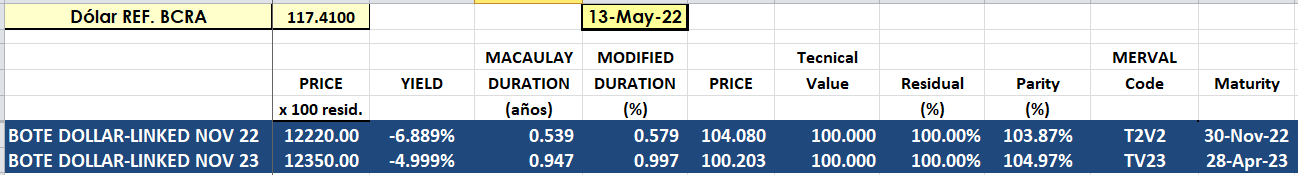 Dólar REF. BCRA 117.4100 13-May-22
MACAULAY MODIFIED Tecnical MERVAL
PRICE YIELD DURATION DURATION PRICE Value Residual Parity Code Maturity
x 100 resid. (años) (%) (%) (%)
BOTE DOLLAR-LINKED NOV 22 12220.00 -6.889% 0.539 0.579 104.080 100.000 100.00% 103.87% T2V2 30-Nov-22
BOTE DOLLAR-LINKED NOV 23 12350.00 -4.999% 0.947 0.997 100.203 100.000 100.00% 104.97% TV23 28-Apr-23